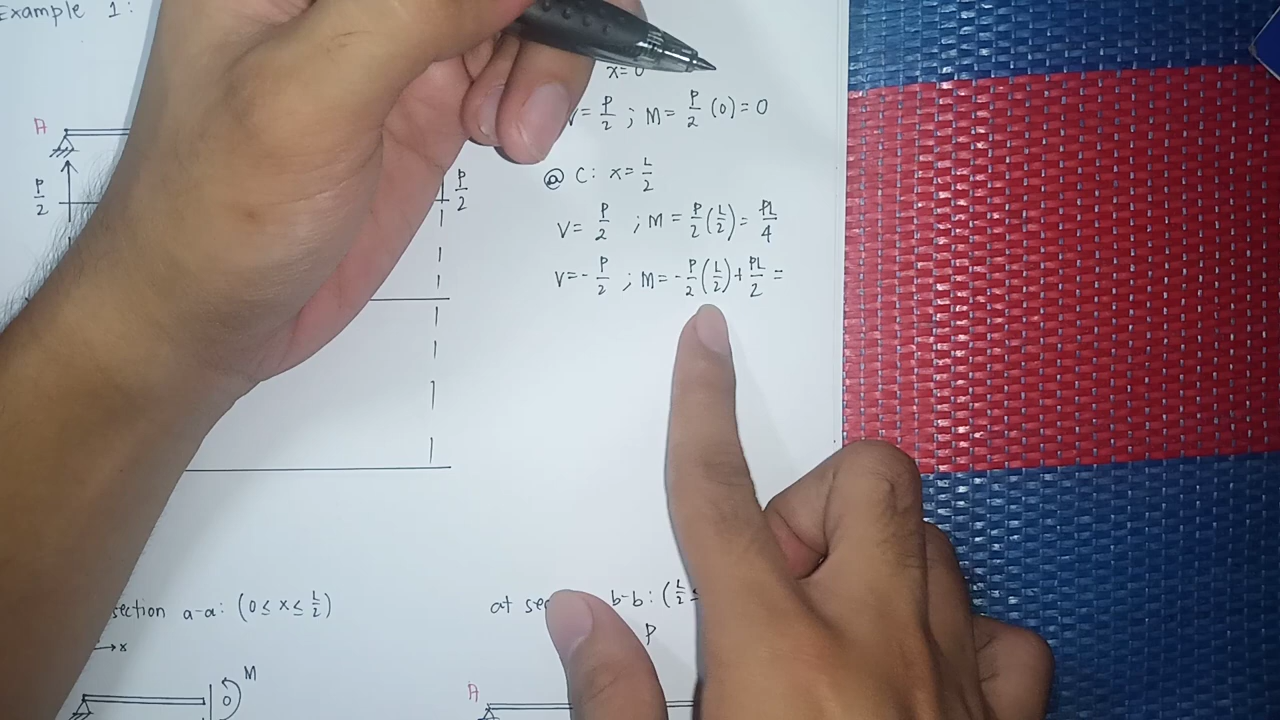 Example 1:
x=0
V= P/2 ; M= P/2 (0) = 0
A
P/2
P/2
@ C: x= L/2
V= P/2 ; M= P/2 (L/2) = PL/4
V=- P/2 ; M=- P/2 (L/2) + PL/2 =
section a-a: (0 ≤ x ≤ L/2)
at sec b-b: (L/2 ≤
x
P
M
A